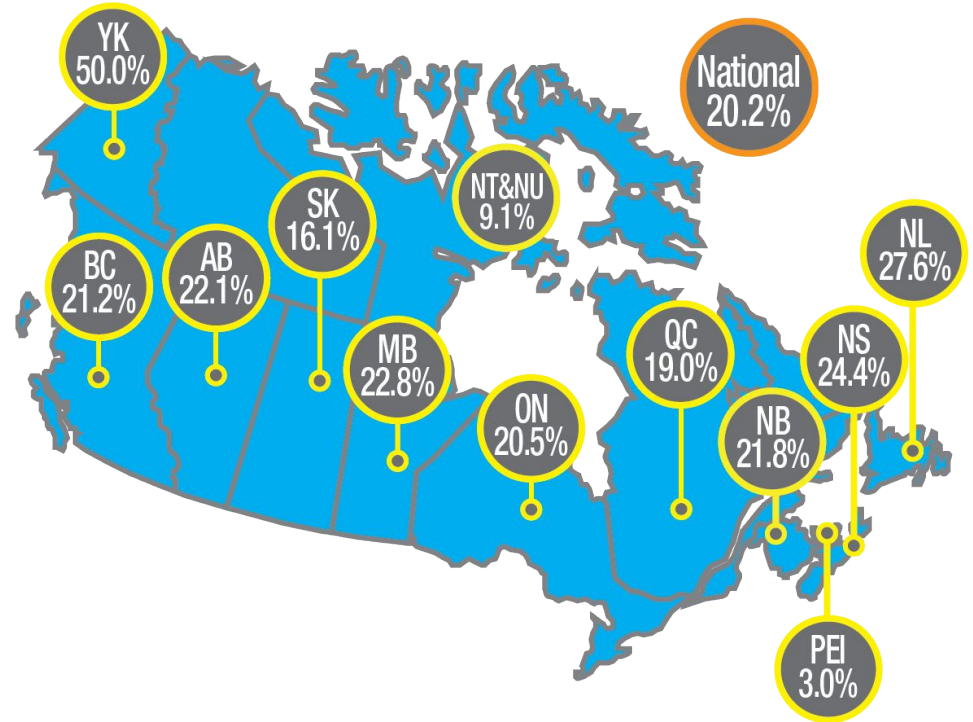 YK
50.0%
National
20.2%
NT&NU
9.1%
SK
16.1%
NL
27.6%
BC
21.2%
AB
22.1%
QC
19.0%
NS
24.4%
MB
22.8%
ON
20.5%
NB
21.8%
PEI
3.0%